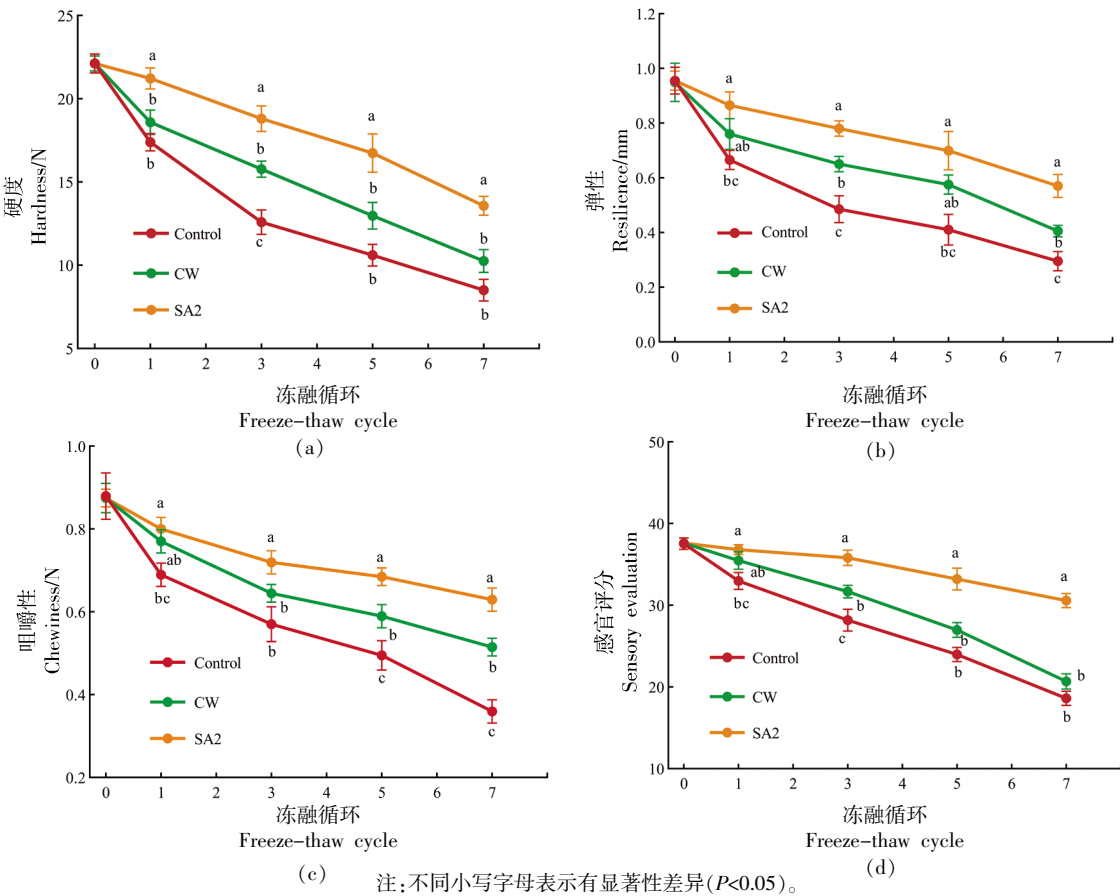 25
20
15
10
5
硬度
Hardness/N
a
a
a
a
b
b
b
b
b
c
b
b
Control
CW
SA2
0 1 2 3 4 5 6 7
冻融循环
Freeze-thaw cycle
(a)
1.2
1.0
0.8
0.6
0.4
0.2
0.0
弹性
Resilience/mm
a
a
a
a
ab
b
ab
b
bc
c
bc
c
Control
CW
SA2
0 1 2 3 4 5 6 7
冻融循环
Freeze-thaw cycle
(b)
1.0
0.8
0.6
0.4
0.2
咀嚼性
Chewiness/N
a
a
a
a
ab
b
b
b
bc
b
c
c
Control
CW
SA2
0 1 2 3 4 5 6 7
冻融循环
Freeze-thaw cycle
(c)
50
40
30
20
10
感官评分
Sensory evaluation
a
a
a
a
ab
b
b
b
bc
c
b
b
Control
CW
SA2
0 1 2 3 4 5 6 7
冻融循环
Freeze-thaw cycle
(d)
注:不同小写字母表示有显著性差异(P<0.05)。